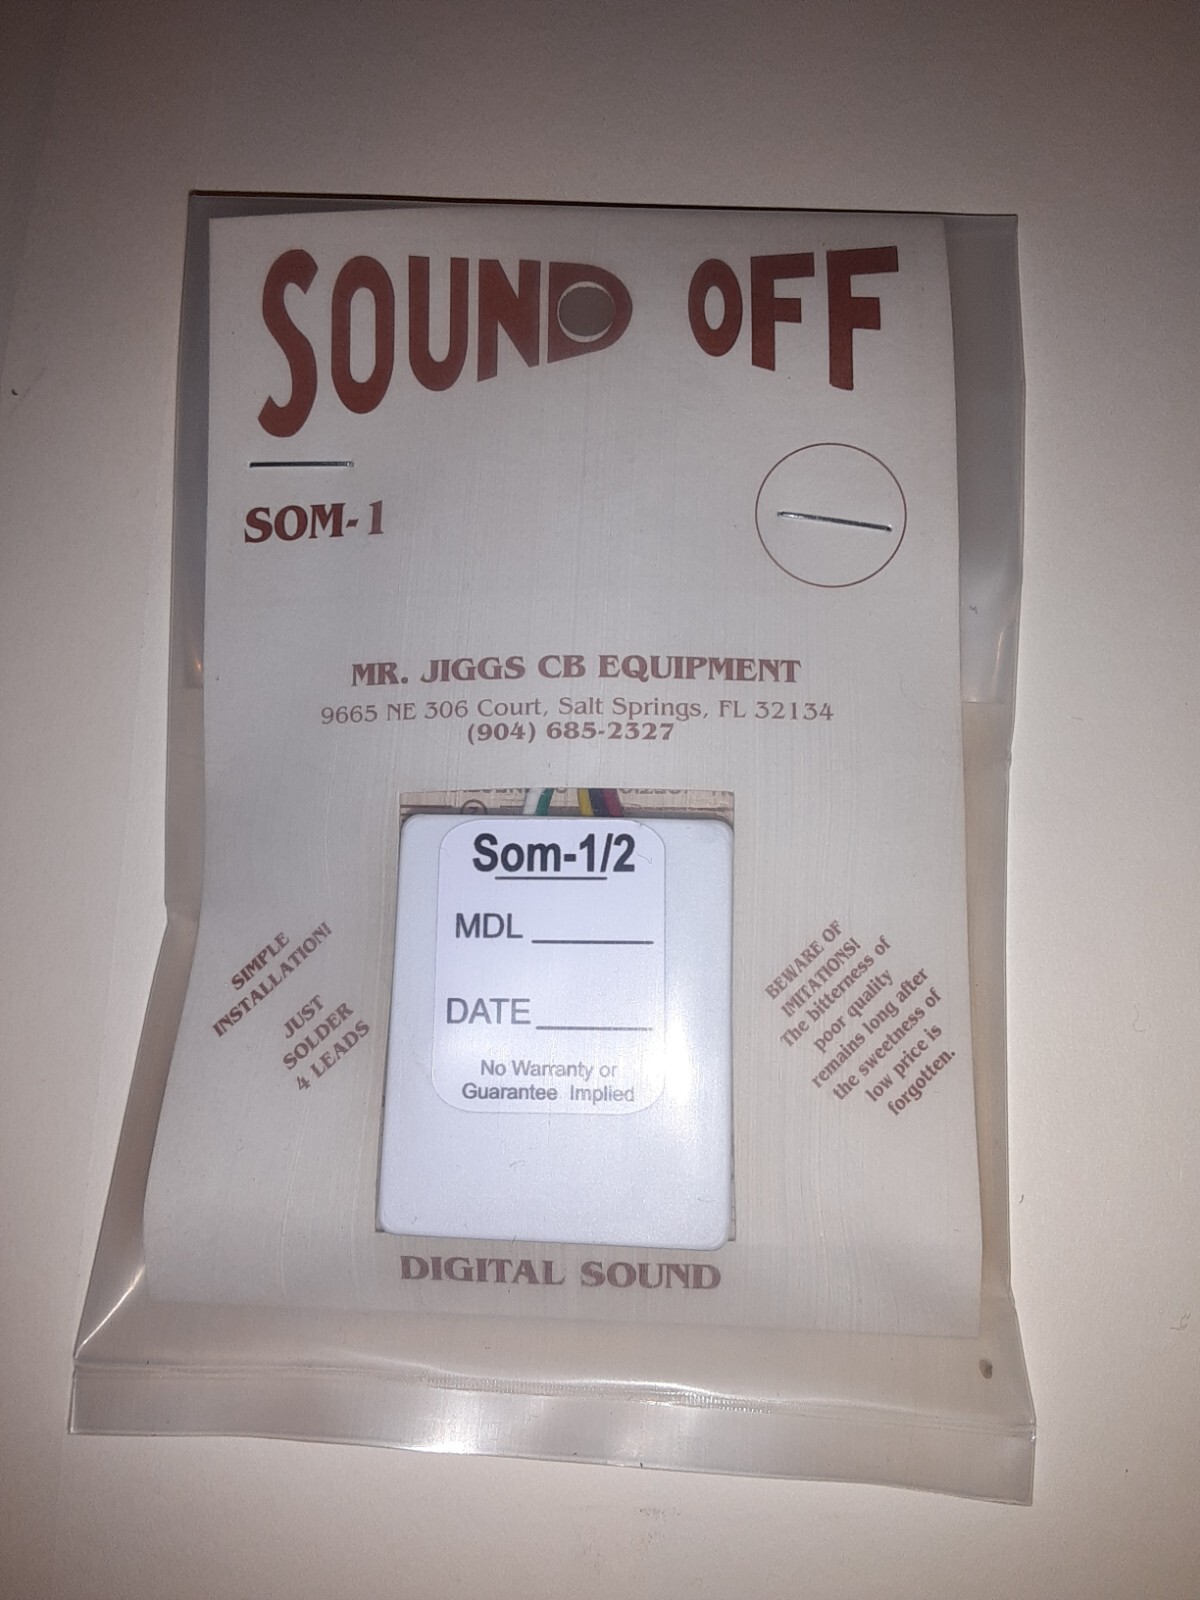 SOUND OFF
SOM-1
MR. JIGGS CB EQUIPMENT
9665 NE 306 Court, Salt Springs, FL 32134
(904) 685-2327
Som-1/2
MDL
DATE
No Warranty or
Guarantee Implied
SIMPLE
INSTALLATION!
JUST
SOLDER
4 LEADS
BEWARE OF
IMITATIONS!
The bitterness of
poor quality
remains long after
the sweetness of
low price is
forgotten.
DIGITAL SOUND